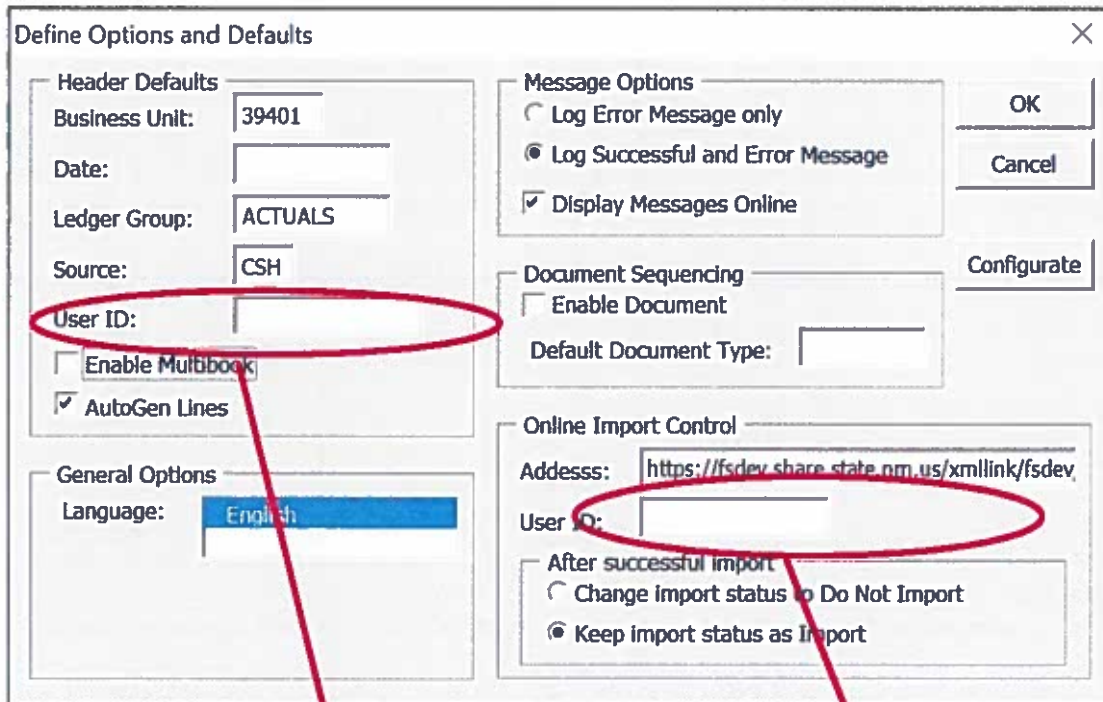 Define Options and Defaults
Header Defaults
Business Unit: 39401
Date:
Ledger Group: ACTUALS
Source: CSH
User ID:
Enable Multibook
AutoGen Lines
General Options
Language: English
Message Options
Log Error Message only
Log Successful and Error Message
Display Messages Online
Document Sequencing
Enable Document
Default Document Type:
Online Import Control
Addesss: https://fsdev.share.state.nm.us/xmllink/fsdev
User ID:
After successful import
Change import status to Do Not Import
Keep import status as Import
OK
Cancel
Configurate